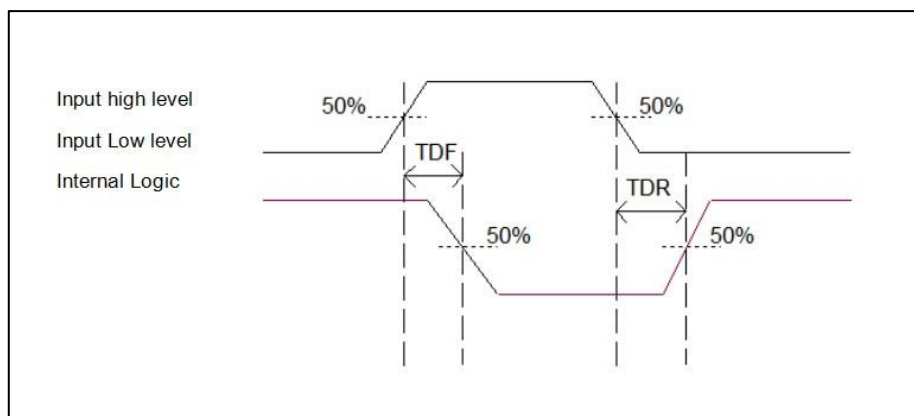 Input high level
50%
50%
Input Low level
TDF
Internal Logic
TDR
50%
50%